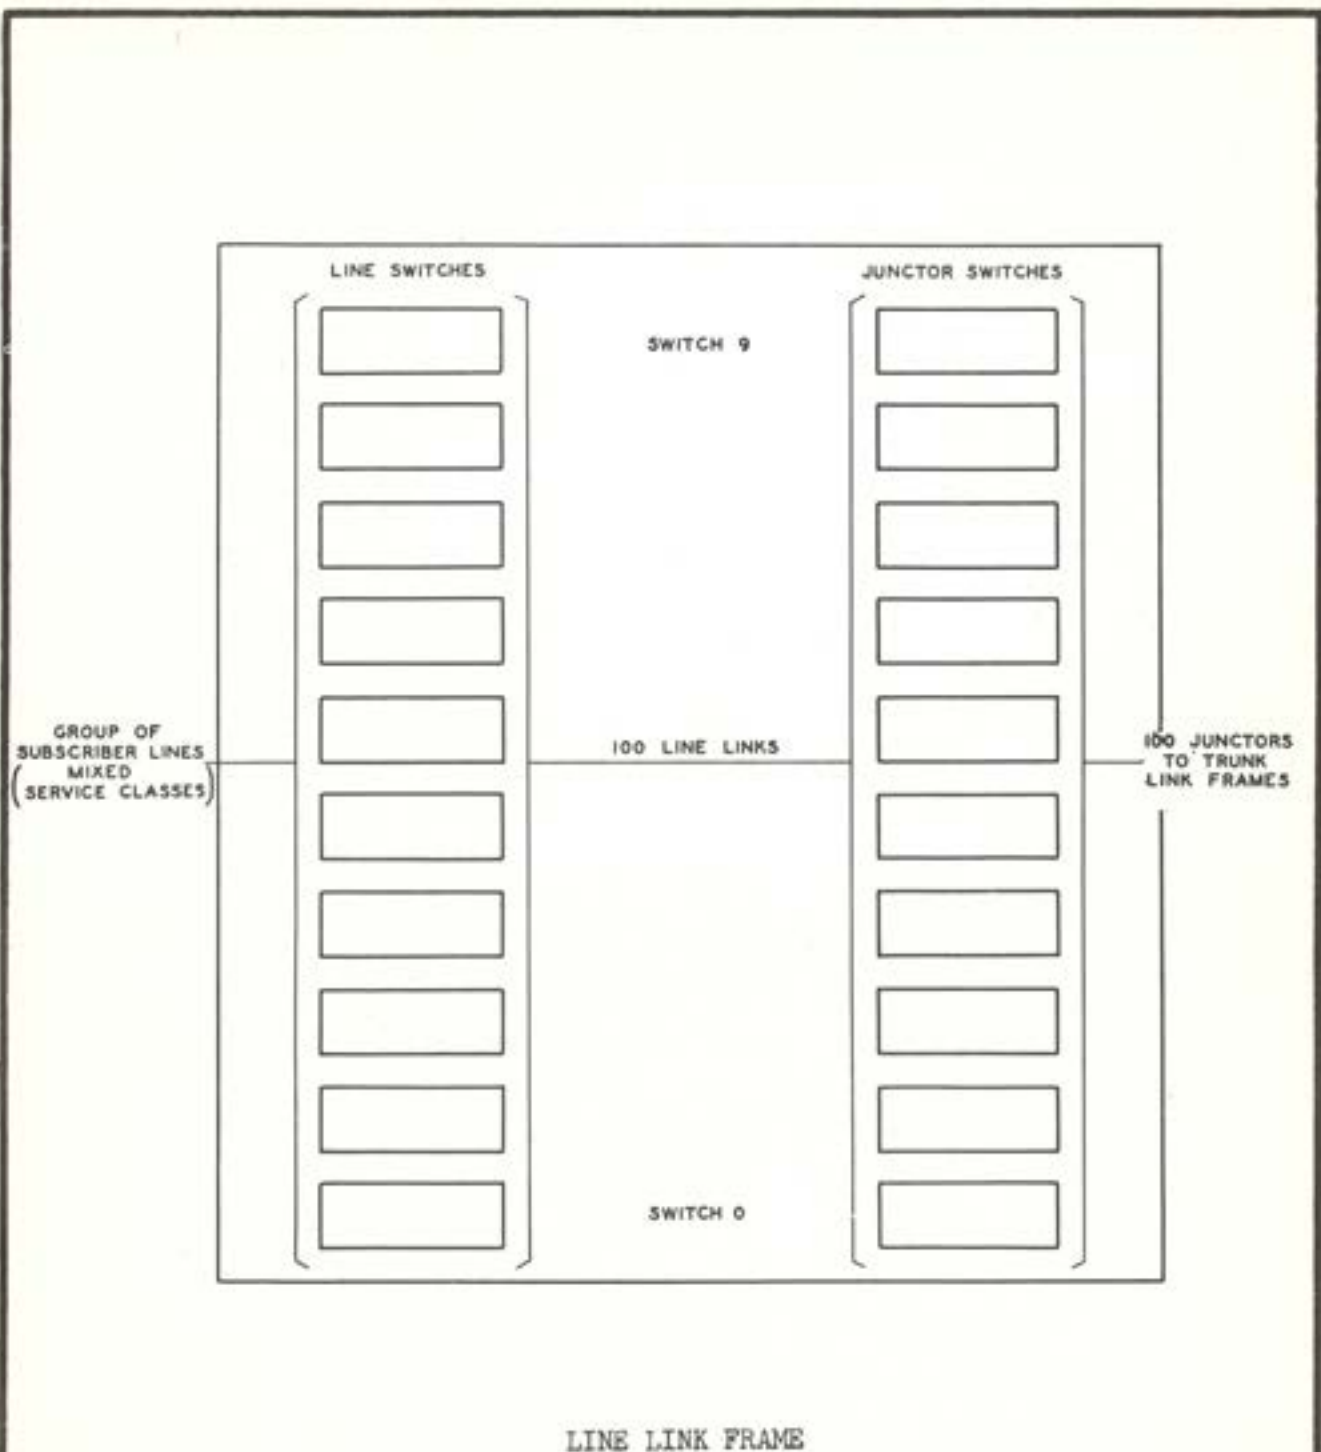 LINE SWITCHES
JUNCTOR SWITCHES
SWITCH 9
GROUP OF
SUBSCRIBER LINES
(MIXED
SERVICE CLASSES)
100 LINE LINKS
100 JUNCTORS
TO TRUNK
LINK FRAMES
SWITCH 0
LINE LINK FRAME